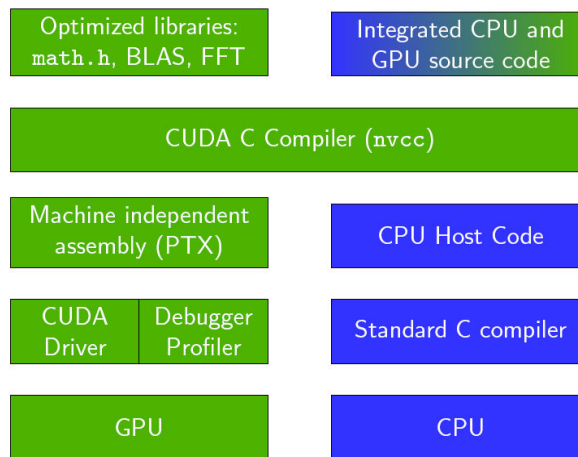 Optimized libraries:
math.h, BLAS, FFT
Integrated CPU and
GPU source code
CUDA C Compiler (nvcc)
Machine independent
assembly (PTX)
CPU Host Code
CUDA
Driver
Debugger
Profiler
Standard C compiler
GPU
CPU